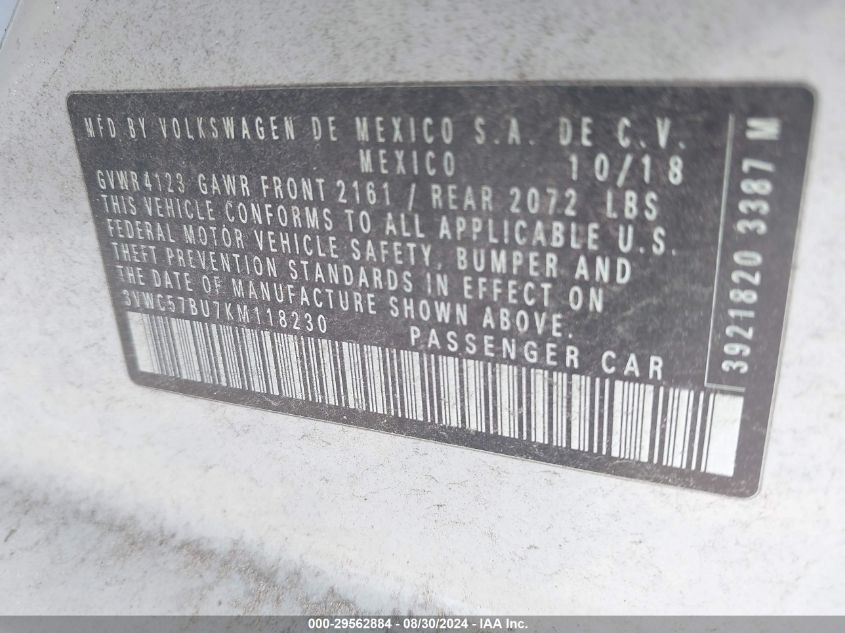 MFD BY VOLKSWAGEN DE MEXICO S.A. DE C.V.
MEXICO 10/18
GVWR4123 GAWR FRONT 2161 / REAR 2072 LBS
THIS VEHICLE CONFORMS TO ALL APPLICABLE U.S.
FEDERAL MOTOR VEHICLE SAFETY, BUMPER AND
THEFT PREVENTION STANDARDS IN EFFECT ON
THE DATE OF MANUFACTURE SHOWN ABOVE.
3VWC57BU7KM118230 PASSENGER CAR
3921820 3387 M
000-29562884 - 08/30/2024 - IAA Inc.